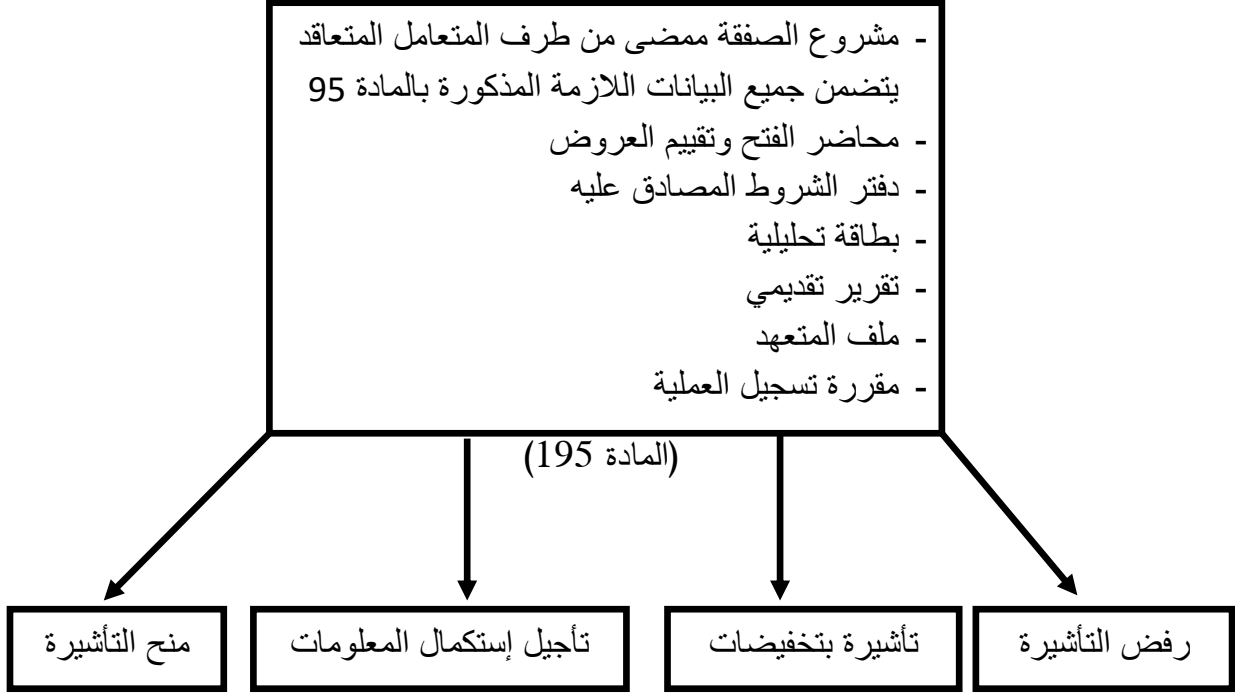 - مشروع الصفقة ممضى من طرف المتعامل المتعاقد
يتضمن جميع البيانات اللازمة المذكورة بالمادة 95
- محاضر الفتح وتقييم العروض
- دفتر الشروط المصادق عليه
- بطاقة تحليلية
- تقرير تقديمي
- ملف المتعهد
- مقررة تسجيل العملية
(المادة 195)
رفض التأشيرة
تأشيرة بتخفيضات
تأجيل إستكمال المعلومات
منح التأشيرة